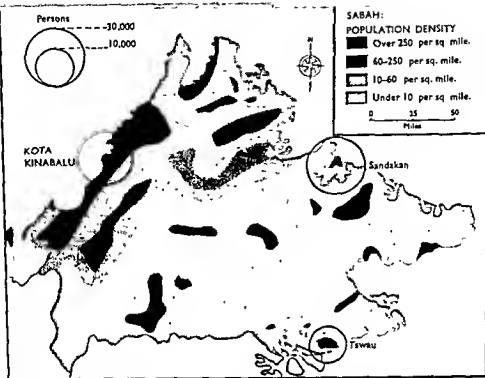 Persons
30,000
10,000
N
SABAH:
POPULATION DENSITY
Over 250 per sq mile.
60-250 per sq. mile.
10-60 per sq. mile.
Under 10 per sq mile.
0 25 50
Miles
KOTA
KINABALU
Sandakan
Tawau